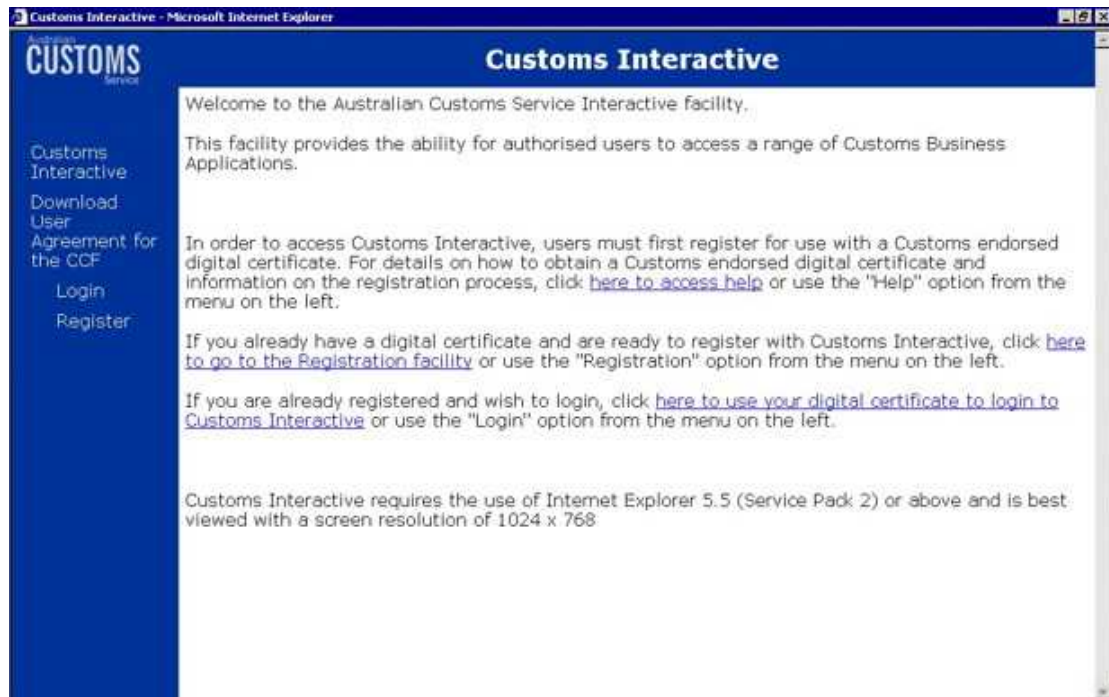 Customs Interactive - Microsoft Internet Explorer
Australian
CUSTOMS
Service
Customs Interactive
Customs
Interactive
Download
User
Agreement for
the CCF
Login
Register
Welcome to the Australian Customs Service Interactive facility.
This facility provides the ability for authorised users to access a range of Customs Business
Applications.
In order to access Customs Interactive, users must first register for use with a Customs endorsed
digital certificate. For details on how to obtain a Customs endorsed digital certificate and
information on the registration process, click here to access help or use the "Help" option from the
menu on the left.
If you already have a digital certificate and are ready to register with Customs Interactive, click here
to go to the Registration facility or use the "Registration" option from the menu on the left.
If you are already registered and wish to login, click here to use your digital certificate to login to
Customs Interactive or use the "Login" option from the menu on the left.
Customs Interactive requires the use of Internet Explorer 5.5 (Service Pack 2) or above and is best
viewed with a screen resolution of 1024 x 768